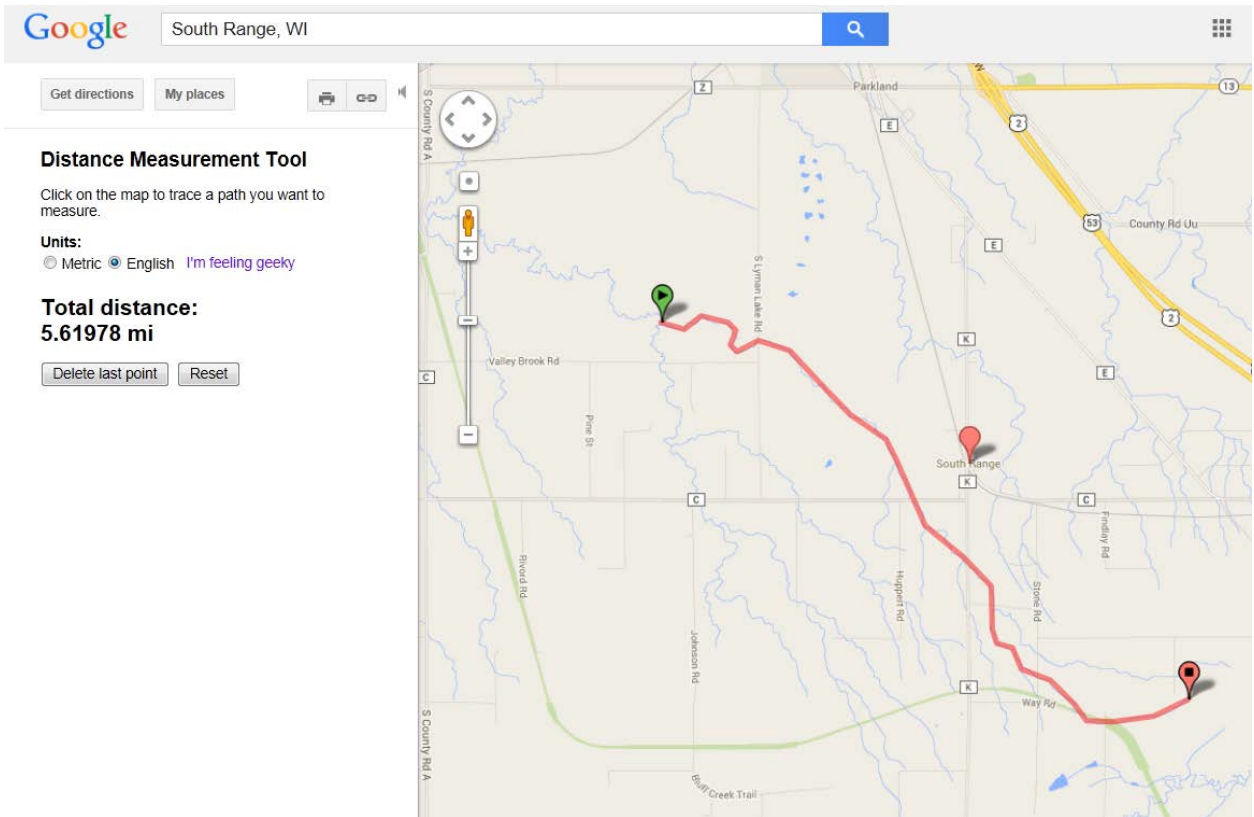 Google
South Range, WI
Get directions
My places
Distance Measurement Tool
Click on the map to trace a path you want to
measure.
Units:
Metric English I'm feeling geeky
Total distance:
5.61978 mi
Delete last point Reset
S County Rd A
Z
Parkland
13
2
E
53
County Rd Uu
E
S Lyman Lake Rd
2
K
Valley Brook Rd
E
C
Pine St
South Range
K
C
C
Findlay Rd
Rivord Rd
Huppert Rd
Stone Rd
Johnson Rd
K
Way Rd
S County Rd A
Bluff Creek Trail